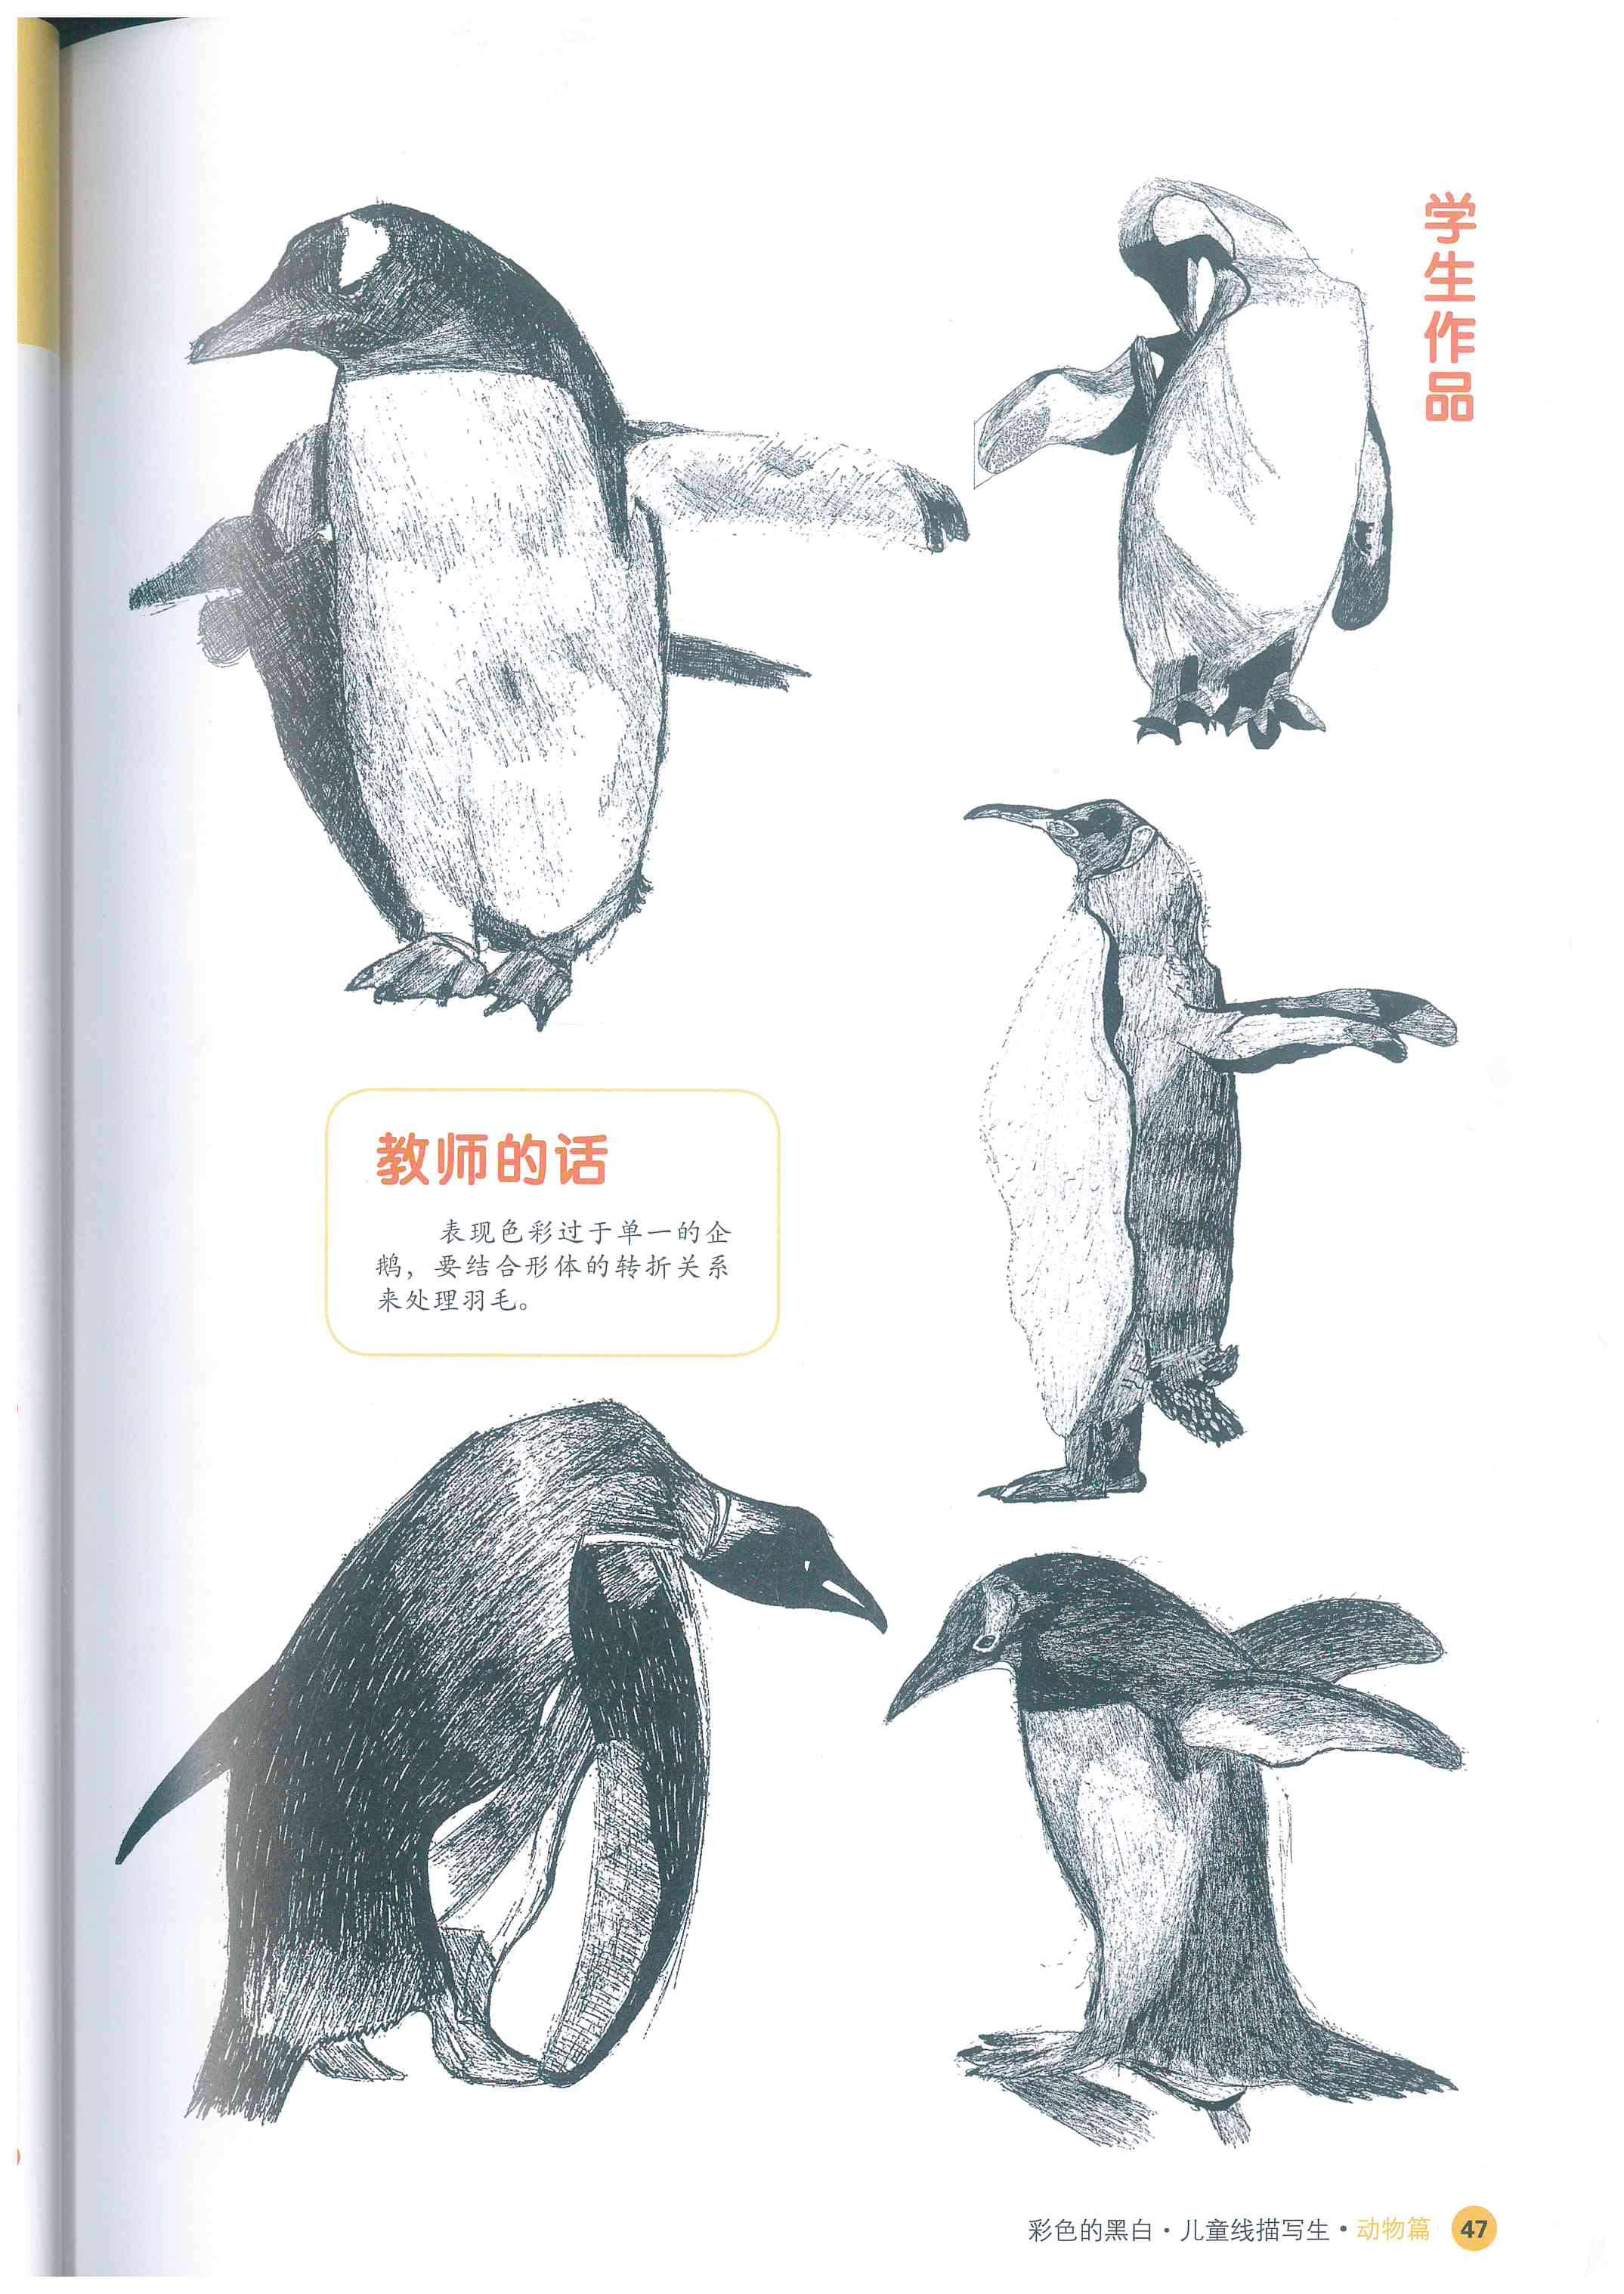 学生作品
教师的话
表现色彩过于单一的企
鹅，要结合形体的转折关系
来处理羽毛。
彩色的黑白·儿童线描写生·动物篇 47